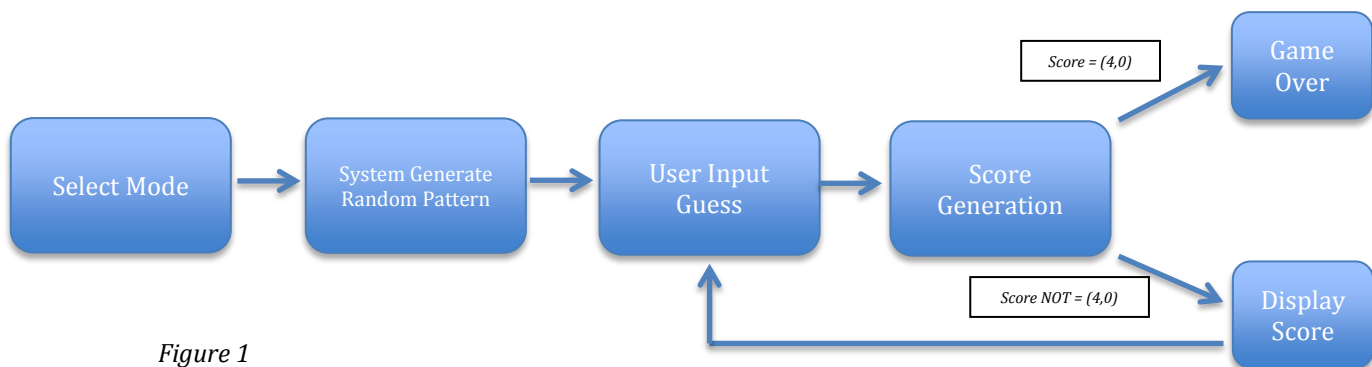 Select Mode
System Generate
Random Pattern
User Input
Guess
Score
Generation
Score = (4,0)
Game
Over
Score NOT = (4,0)
Display
Score
Figure 1